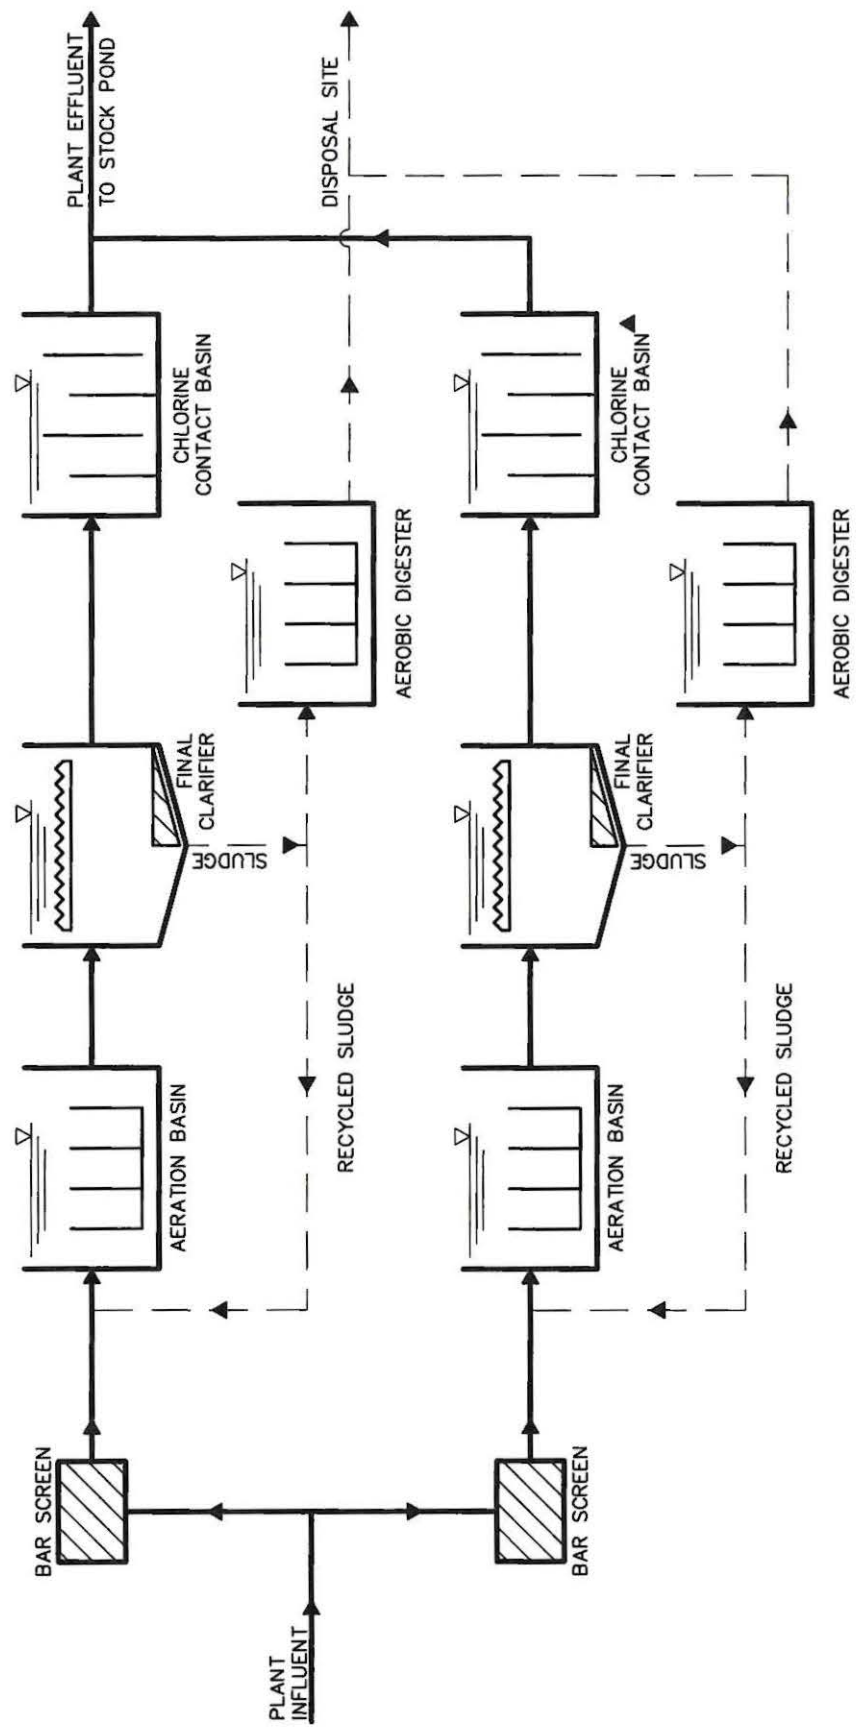 PLANT
INFLUENT
BAR SCREEN
AERATION BASIN
RECYCLED SLUDGE
FINAL
CLARIFIER
SLUDGE
AEROBIC DIGESTER
CHLORINE
CONTACT BASIN
PLANT EFFLUENT
TO STOCK POND
DISPOSAL SITE
BAR SCREEN
AERATION BASIN
RECYCLED SLUDGE
FINAL
CLARIFIER
SLUDGE
AEROBIC DIGESTER
CHLORINE
CONTACT BASIN